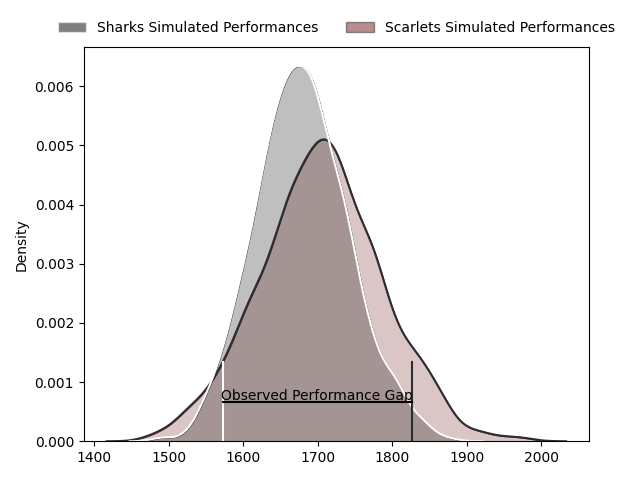 Sharks Simulated Performances
Scarlets Simulated Performances
0.006
0.005
0.004
0.003
0.002
0.001
0.000
Density
Observed Performance Gap
1400 1500 1600 1700 1800 1900 2000